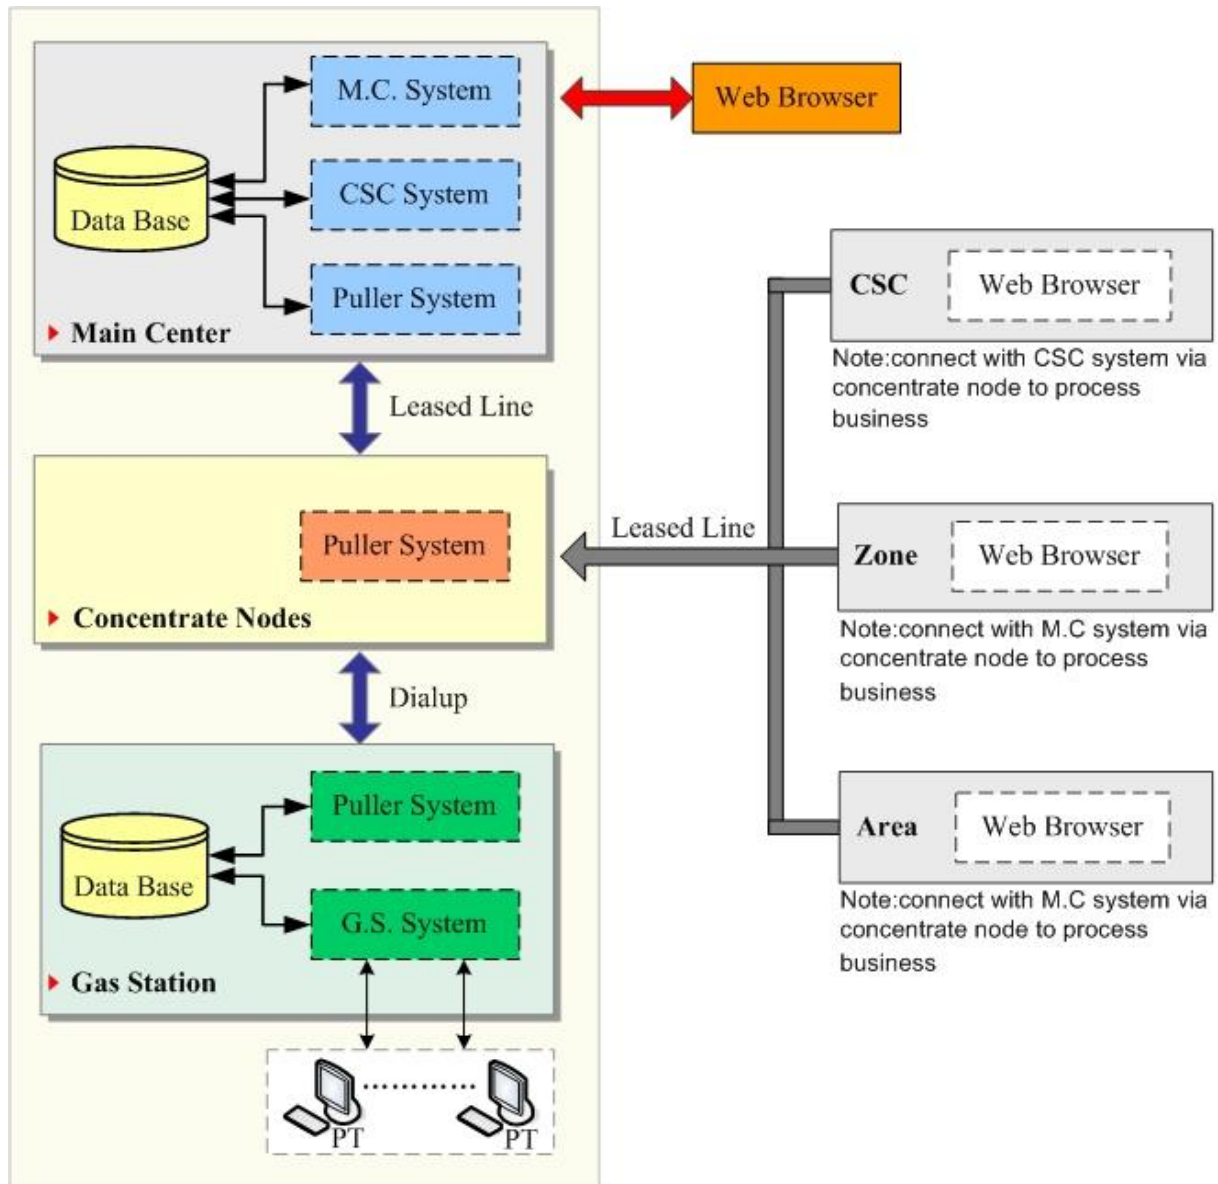 M.C. System
Web Browser
CSC System
Data Base
Puller System
Main Center
Leased Line
Puller System
Concentrate Nodes
Dialup
Puller System
Data Base
G.S. System
Gas Station
PT
PT
Leased Line
CSC
Web Browser
Note:connect with CSC system via
concentrate node to process
business
Zone
Web Browser
Note:connect with M.C system via
concentrate node to process
business
Area
Web Browser
Note:connect with M.C system via
concentrate node to process
business